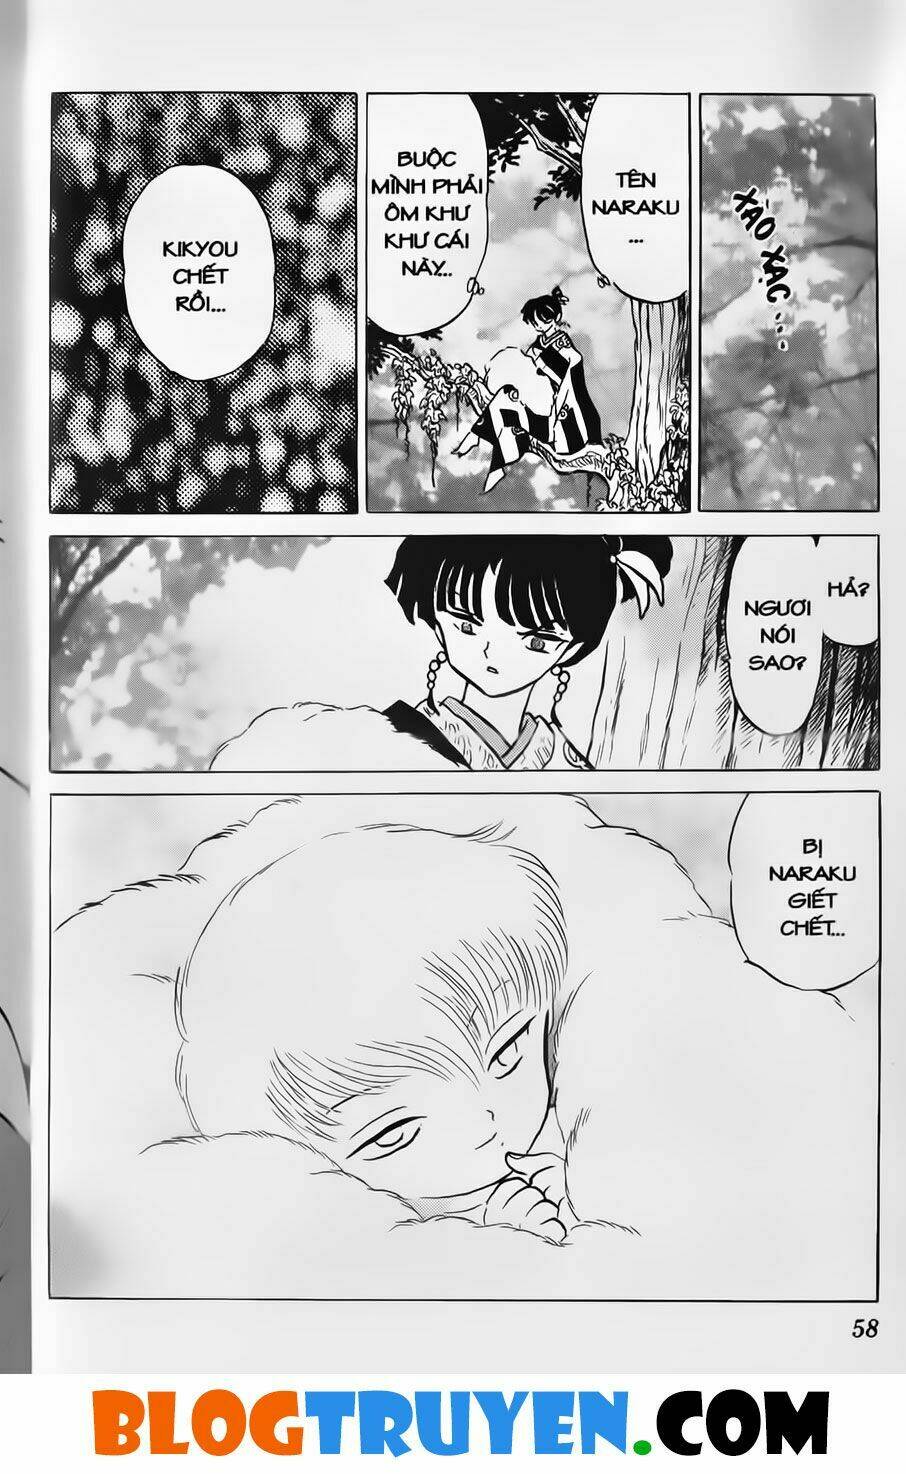 XÀO XẠC...
TÊN
NARAKU
...
BUỘC
MÌNH PHẢI
ÔM KHƯ
KHƯ CÁI
NÀY...
KIKYOU
CHẾT
RỒI...
HẢ?
NGƯƠI
NÓI
SAO?
BỊ
NARAKU
GIẾT
CHẾT...
58
BLOGTRUYEN.COM